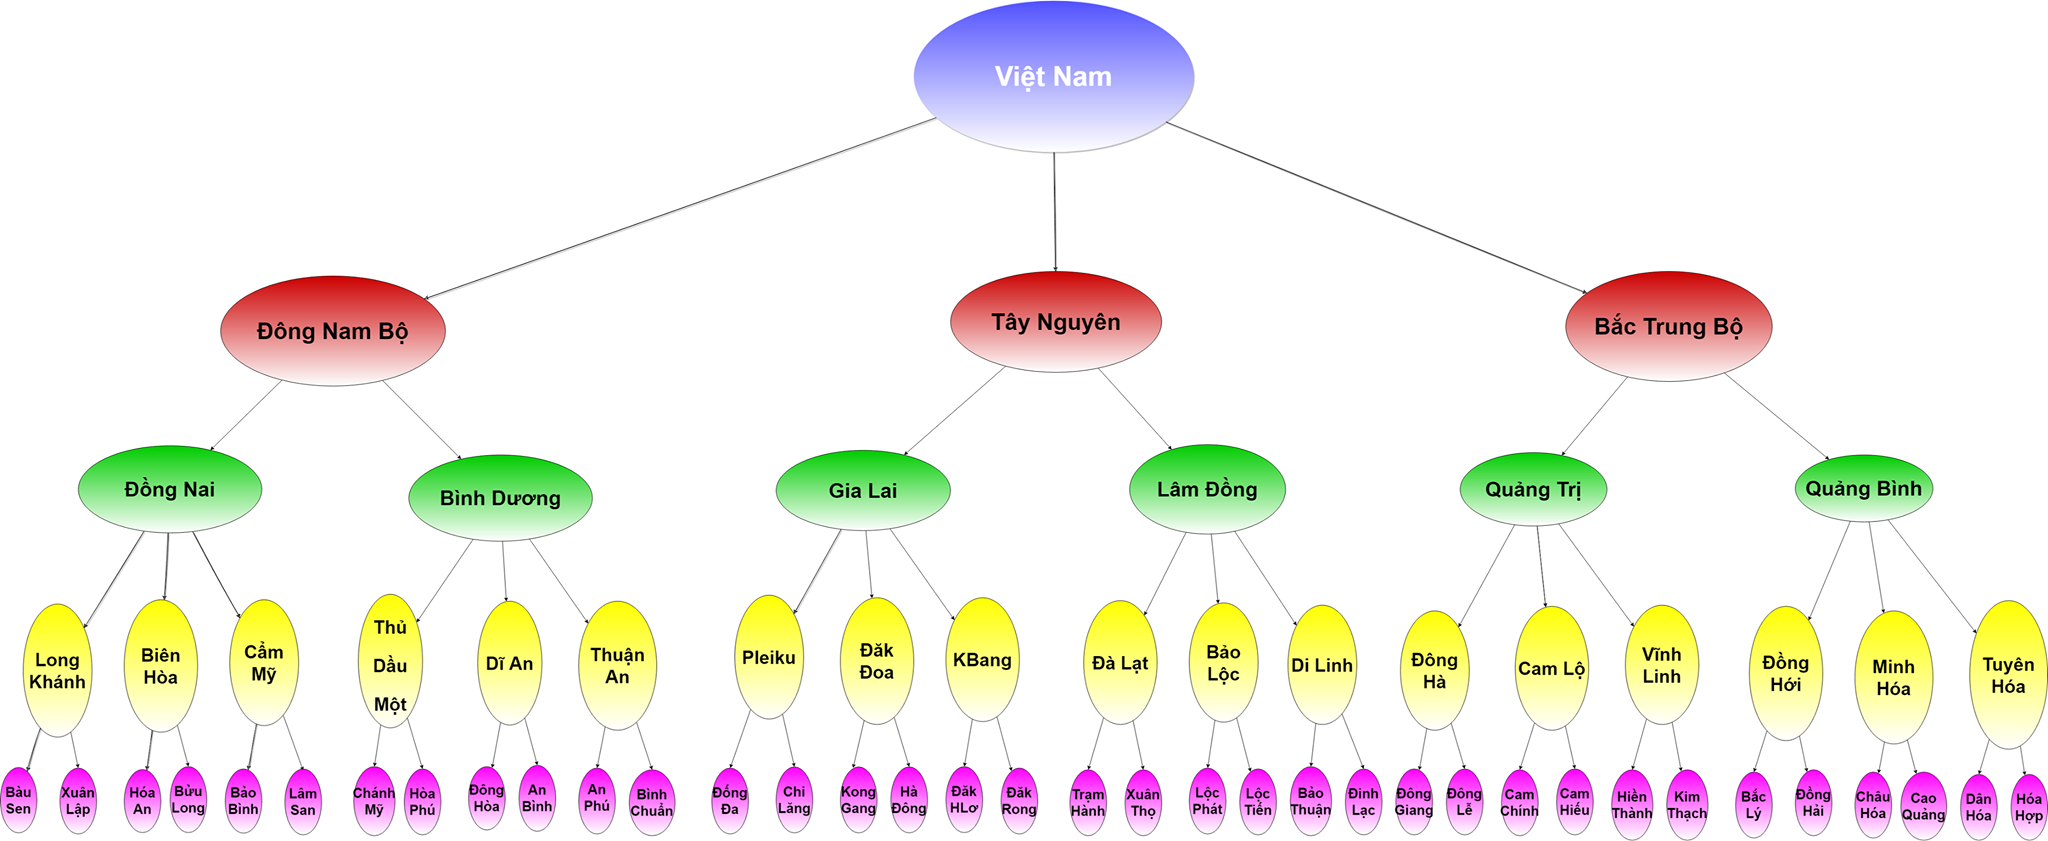 Việt Nam
Đông Nam Bộ
Tây Nguyên
Bắc Trung Bộ
Đồng Nai
Bình Dương
Gia Lai
Lâm Đồng
Quảng Trị
Quảng Bình
Long
Khánh
Biên
Hòa
Cẩm
Mỹ
Thủ
Dầu
Một
Dĩ An
Thuận
An
Pleiku
Đăk
Đoa
KBang
Đà Lạt
Bảo
Lộc
Di Linh
Đông
Hà
Cam Lộ
Vĩnh
Linh
Đồng
Hới
Minh
Hóa
Tuyên
Hóa
Bàu
Sen
Xuân
Lập
Hóa
An
Bửu
Long
Bảo
Bình
Lâm
San
Chánh
Mỹ
Hòa
Phú
Đông
Hòa
An
Bình
An
Phú
Bình
Chuẩn
Đống
Đa
Chi
Lăng
Kong
Gang
Hà
Đông
Đăk
HLơ
Đăk
Rong
Trạm
Hành
Xuân
Thọ
Lộc
Phát
Lộc
Tiến
Bảo
Thuận
Đinh
Lạc
Đông
Giang
Đông
Lễ
Cam
Chính
Cam
Hiếu
Hiền
Thành
Kim
Thạch
Bắc
Lý
Đồng
Hải
Châu
Hóa
Cao
Quảng
Dân
Hóa
Hóa
Hợp